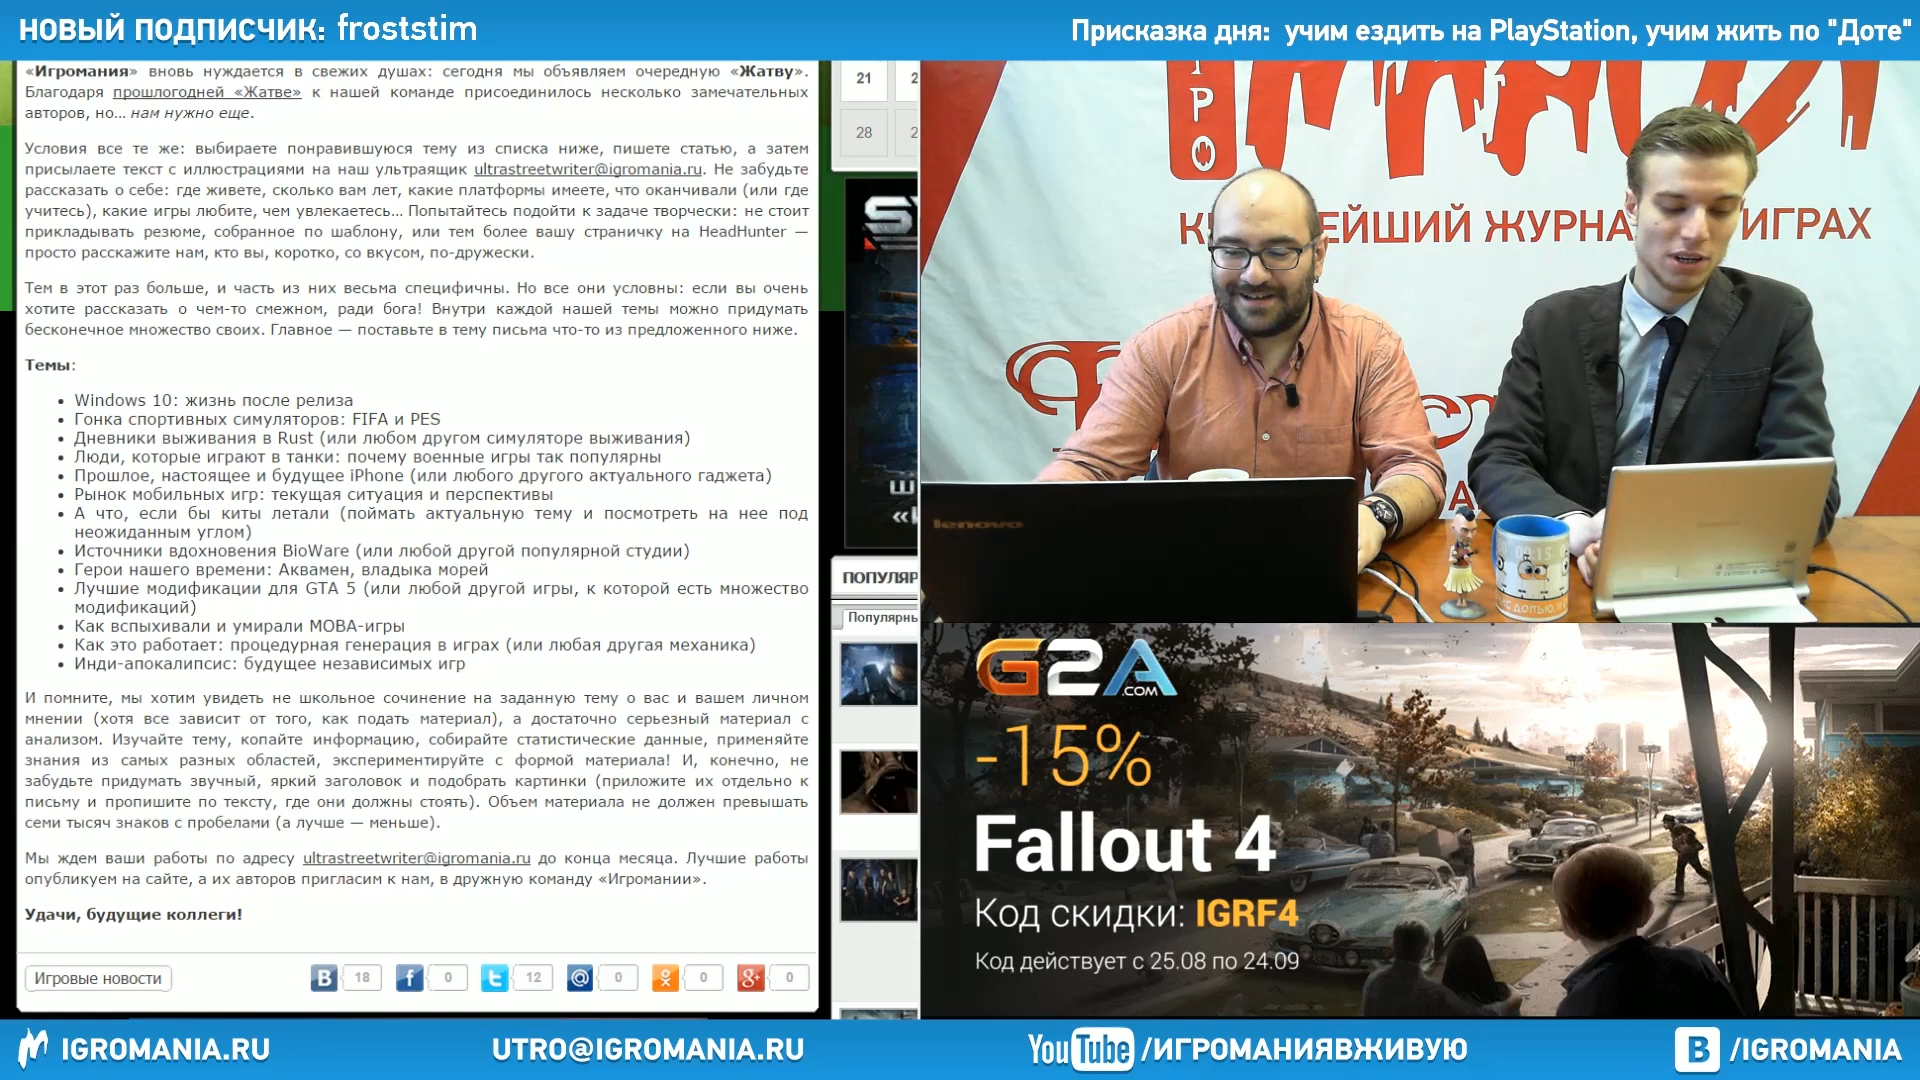 НОВЫЙ ПОДПИСЧИК: froststim
Присказка дня: учим ездить на PlayStation, учим жить по "Доте"
«Игромания» вновь нуждается в свежих душах: сегодня мы объявляем очередную «Жатву».
Благодаря прошлогодней «Жатве» к нашей команде присоединилось несколько замечательных
авторов, но... нам нужно еще.
Условия все те же: выбираете понравившуюся тему из списка ниже, пишете статью, а затем
присылаете текст с иллюстрациями на наш ультраящик ultrastreetwriter@igromania.ru. Не забудьте
рассказать о себе: где живете, сколько вам лет, какие платформы имеете, что оканчивали (или где
учитесь), какие игры любите, чем увлекаетесь... Попытайтесь подойти к задаче творчески: не стоит
прикладывать резюме, собранное по шаблону, или тем более вашу страничку на HeadHunter —
просто расскажите нам, кто вы, коротко, со вкусом, по-дружески.
Тем в этот раз больше, и часть из них весьма специфичны. Но все они условны: если вы очень
хотите рассказать о чем-то смежном, ради бога! Внутри каждой нашей темы можно придумать
бесконечное множество своих. Главное — поставьте в тему письма что-то из предложенного ниже.
Темы:
• Windows 10: жизнь после релиза
• Гонка спортивных симуляторов: FIFA и PES
• Дневники выживания в Rust (или любом другом симуляторе выживания)
• Люди, которые играют в танки: почему военные игры так популярны
• Прошлое, настоящее и будущее iPhone (или любого другого актуального гаджета)
• Рынок мобильных игр: текущая ситуация и перспективы
• А что, если бы киты летали (поймать актуальную тему и посмотреть на нее под
неожиданным углом)
• Источники вдохновения BioWare (или любой другой популярной студии)
• Герои нашего времени: Аквамен, владыка морей
• Лучшие модификации для GTA 5 (или любой другой игры, к которой есть множество
модификаций)
• Как вспыхивали и умирали MOBA-игры
• Как это работает: процедурная генерация в играх (или любая другая механика)
• Инди-апокалипсис: будущее независимых игр
И помните, мы хотим увидеть не школьное сочинение на заданную тему о вас и вашем личном
мнении (хотя все зависит от того, как подать материал), а достаточно серьезный материал с
анализом. Изучайте тему, копайте информацию, собирайте статистические данные, применяйте
знания из самых разных областей, экспериментируйте с формой материала! И, конечно, не
забудьте придумать звучный, яркий заголовок и подобрать картинки (приложите их отдельно к
письму и пропишите по тексту, где они должны стоять). Объем материала не должен превышать
семи тысяч знаков с пробелами (а лучше — меньше).
Мы ждем ваши работы по адресу ultrastreetwriter@igromania.ru до конца месяца. Лучшие работы
опубликуем на сайте, а их авторов пригласим к нам, в дружную команду «Игромании».
Удачи, будущие коллеги!
Игровые новости
18 0 12 0 0 0
21 2
28 2
ПОПУЛЯР
Популярнь
ЖУРНА ИГРАХ
lenovo
G2A
.COM
-15%
Fallout 4
Код скидки: IGRF4
Код действует с 25.08 по 24.09
IGROMANIA.RU
UTRO@IGROMANIA.RU
YouTube /ИГРОМАНИЯВЖИВУЮ
В /IGROMANIA